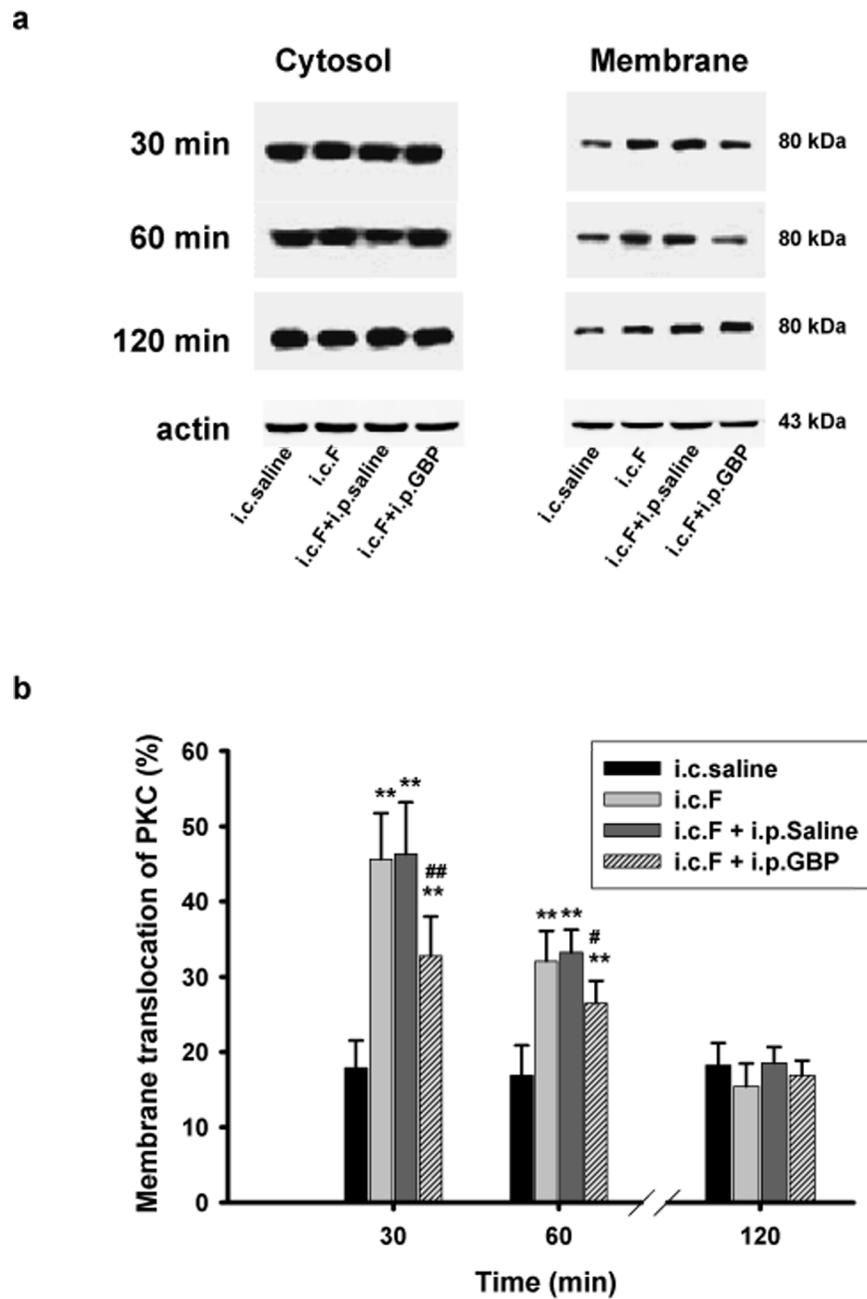 a
Cytosol Membrane
30 min 80 kDa
60 min 80 kDa
120 min 80 kDa
actin 43 kDa
i.c.saline i.c.F i.c.F+i.p.saline i.c.F+i.p.GBP i.c.saline i.c.F i.c.F+i.p.saline i.c.F+i.p.GBP
b
Membrane translocation of PKC (%)
60
50
40
30
20
10
0
** ** ## **
** ** # **
i.c.saline
i.c.F
i.c.F + i.p.Saline
i.c.F + i.p.GBP
30 60 120
Time (min)